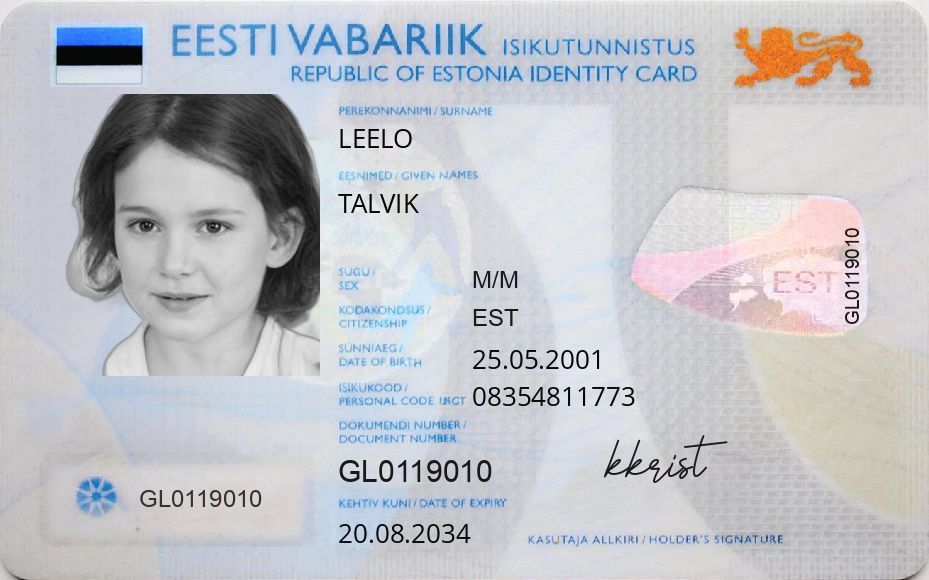 EESTI VABARIIK ISIKUTUNNISTUS
REPUBLIC OF ESTONIA IDENTITY CARD
PEREKONNANIMI / SURNAME
LEELO
EESNIMED / GIVEN NAMES
TALVIK
SUGU /
SEX
M/M
KODAKONDSUS /
CITIZENSHIP
EST
SÜNNIAEG /
DATE OF BIRTH
25.05.2001
ISIKUKOOD /
PERSONAL CODE
08354811773
DOKUMENDI NUMBER /
DOCUMENT NUMBER
GL0119010
KEHTIV KUNI / DATE OF EXPIRY
20.08.2034
EST
GL0119010
GL0119010
kkrist
KASUTAJA ALLKIRI / HOLDER'S SIGNATURE